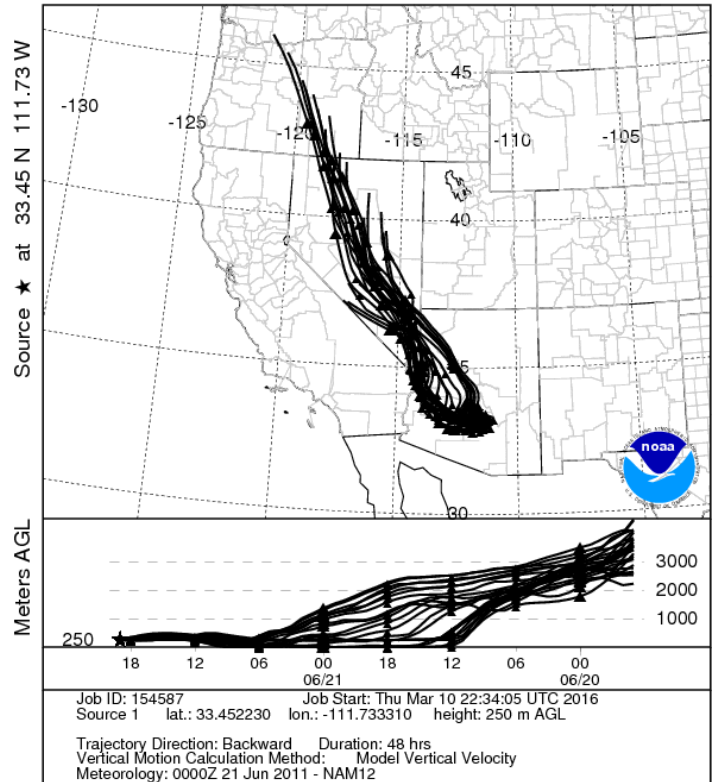 Source ★ at 33.45 N 111.73 W
-130
-125
-120
-115
-110
-105
45
40
35
30
noaa
Meters AGL
3000
2000
1000
250
18 12 06 00 18 12 06 00
06/21 06/20
Job ID: 154587 Job Start: Thu Mar 10 22:34:05 UTC 2016
Source 1 lat.: 33.452230 lon.: -111.733310 height: 250 m AGL
Trajectory Direction: Backward Duration: 48 hrs
Vertical Motion Calculation Method: Model Vertical Velocity
Meteorology: 0000Z 21 Jun 2011 - NAM12